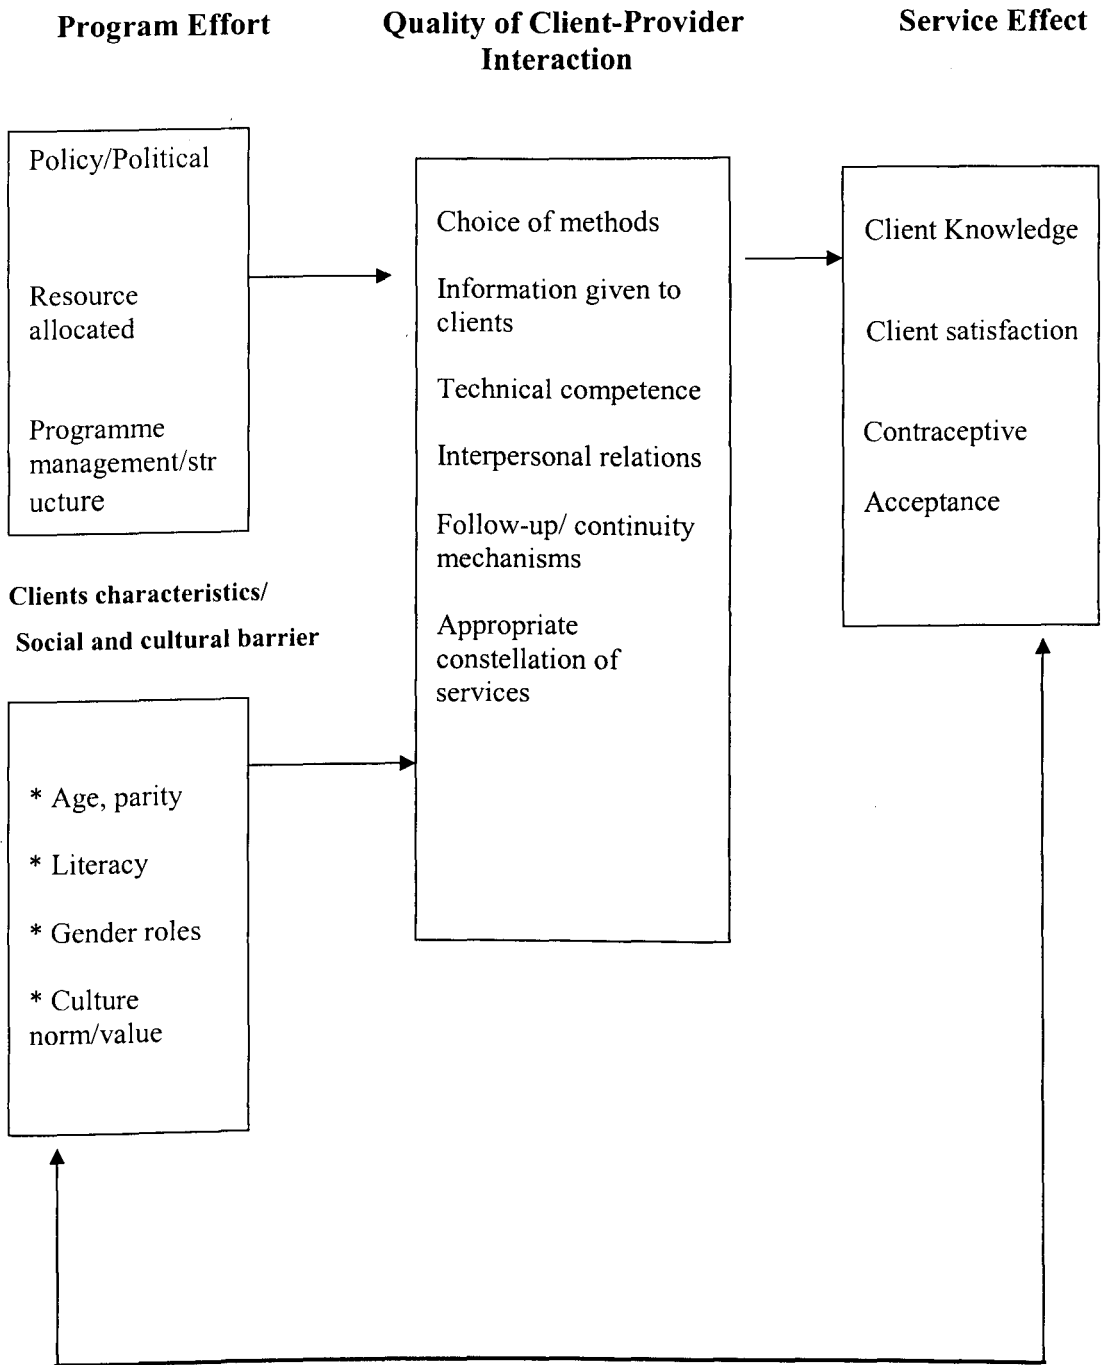 Program Effort
Quality of Client-Provider
Interaction
Service Effect
Policy/Political
Resource
allocated
Programme
management/str
ucture
Clients characteristics/
Social and cultural barrier
* Age, parity
* Literacy
* Gender roles
* Culture
norm/value
Choice of methods
Information given to
clients
Technical competence
Interpersonal relations
Follow-up/ continuity
mechanisms
Appropriate
constellation of
services
Client Knowledge
Client satisfaction
Contraceptive
Acceptance